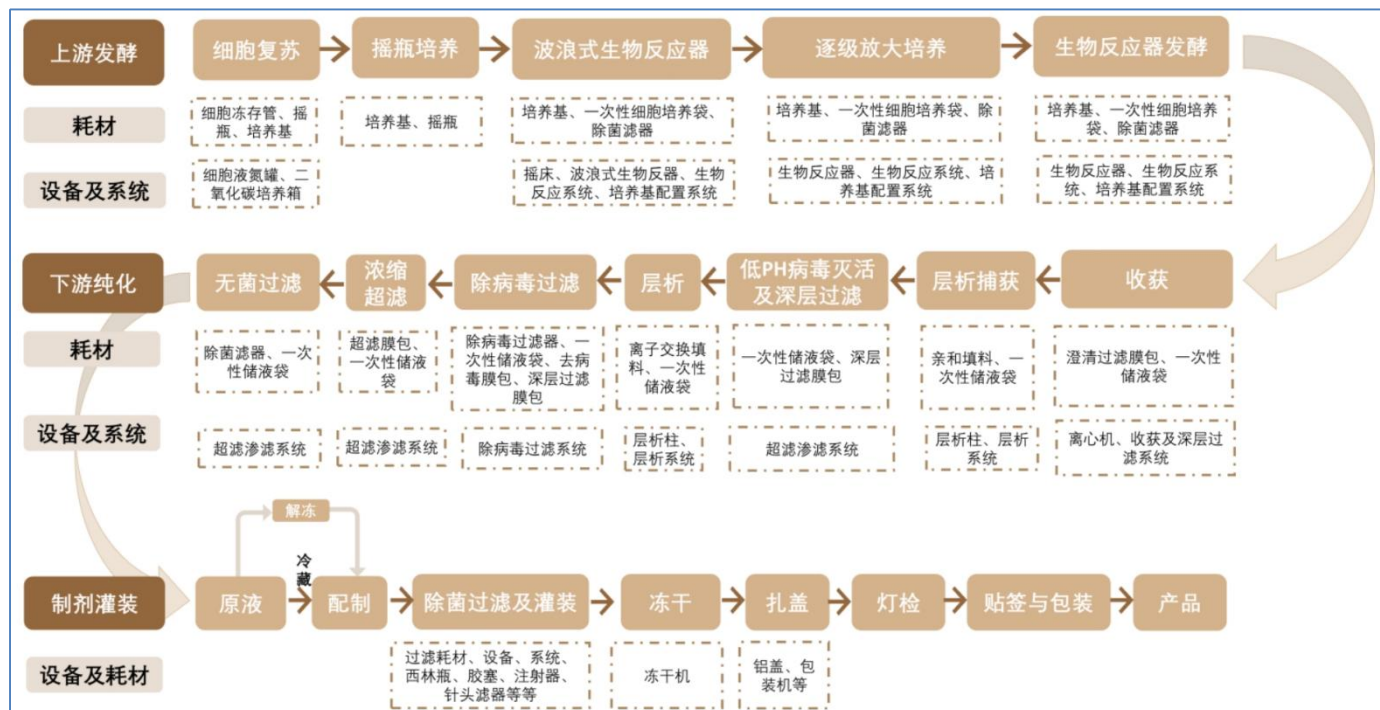 上游发酵
细胞复苏
摇瓶培养
波浪式生物反应器
逐级放大培养
生物反应器发酵
耗材
细胞冻存管、摇
瓶、培养基
培养基、摇瓶
培养基、一次性细胞培养袋、
除菌滤器
培养基、一次性细胞培养袋、除
菌滤器
培养基、一次性细胞培养
袋、除菌滤器
设备及系统
细胞液氮罐、二
氧化碳培养箱
摇床、波浪式生物反器、生物
反应系统、培养基配置系统
生物反应器、生物反应系统、培
养基配置系统
生物反应器、生物反应系
统、培养基配置系统
下游纯化
无菌过滤
浓缩
超滤
除病毒过滤
层析
低PH病毒灭活
及深层过滤
层析捕获
收获
耗材
除菌滤器、一次
性储液袋
超滤膜包、
一次性储液
袋
除病毒过滤器、一
次性储液袋、去病
毒膜包、深层过滤
膜包
离子交换填
料、一次性
储液袋
一次性储液袋、深层
过滤膜包
亲和填料、一
次性储液袋
澄清过滤膜包、一次性
储液袋
设备及系统
超滤渗滤系统
超滤渗滤系统
除病毒过滤系统
层析柱、
层析系统
超滤渗滤系统
层析柱、层析
系统
离心机、收获及深层过
滤系统
解冻
冷藏
制剂灌装
原液
配制
除菌过滤及灌装
冻干
扎盖
灯检
贴签与包装
产品
设备及耗材
过滤耗材、设备、系统、
西林瓶、胶塞、注射器、
针头滤器等等
冻干机
铝盖、包
装机等